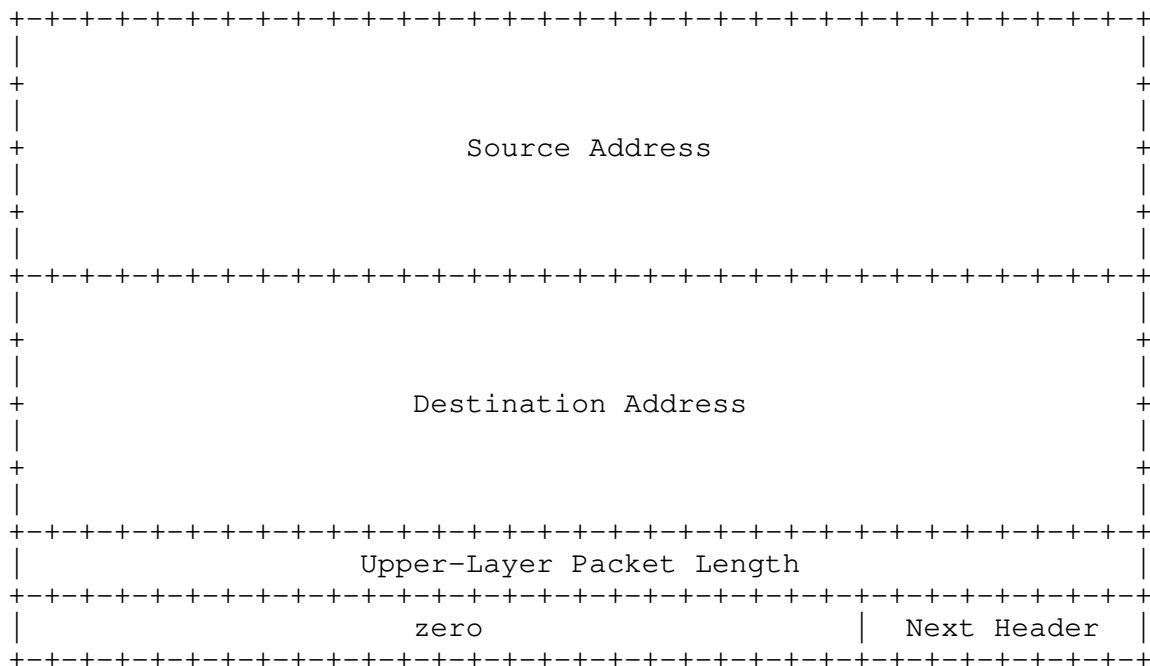 Source Address
Destination Address
Upper-Layer Packet Length
zero | Next Header